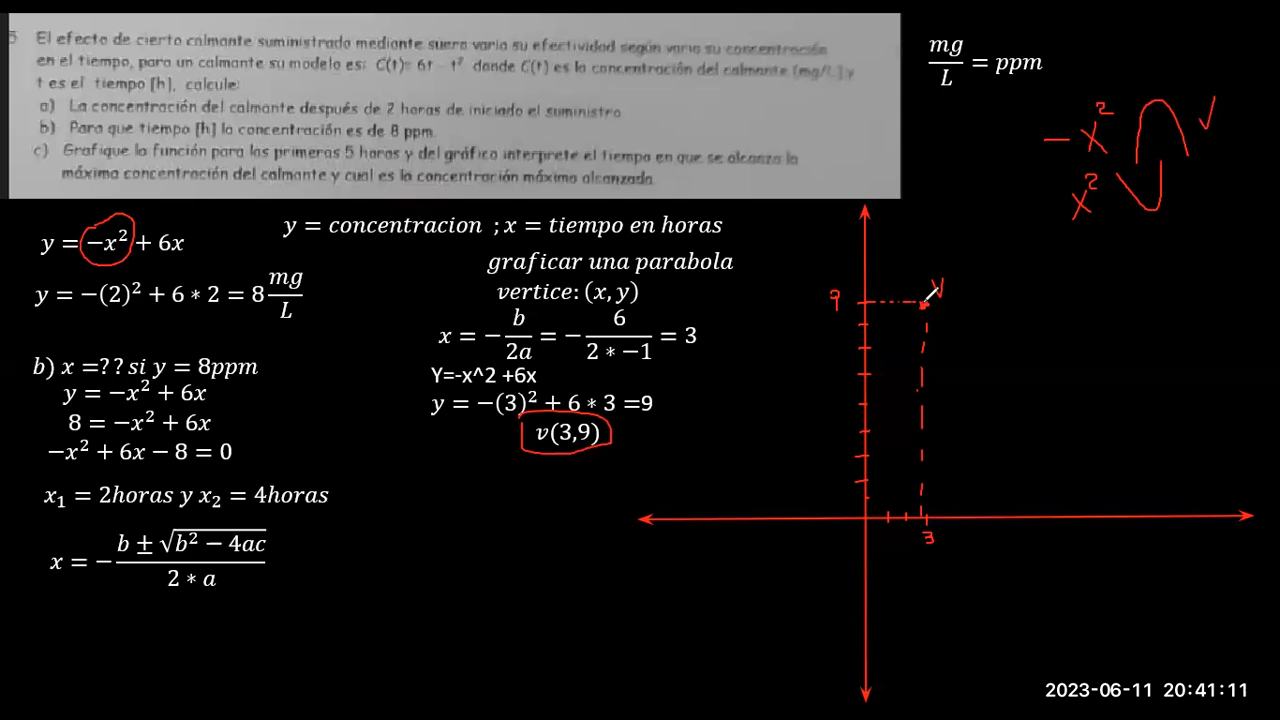 5 El efecto de cierto calmante suministrado mediante suero varia su efectividad según varia su concentración
en el tiempo, para un calmante su modelo es: C(t)= 6t - t² donde C(t) es la concentración del calmante (mg/L) y
t es el tiempo [h], calcule:
a) La concentración del calmante después de 2 horas de iniciado el suministro
b) Para que tiempo [h] la concentración es de 8 ppm.
c) Grafique la función para las primeras 5 horas y del gráfico interprete el tiempo en que se alcanza la
máxima concentración del calmante y cual es la concentración máxima alcanzada.
mg/L = ppm
-x²
x²
y = −x² + 6x
y = concentracion ; x = tiempo en horas
y = −(2)² + 6 ∗ 2 = 8 mg/L
graficar una parabola
vertice: (x, y)
x = − b/2a = − 6/(2 ∗ −1) = 3
Y=-x^2 +6x
y = −(3)² + 6 ∗ 3 =9
v(3,9)
b) x =?? si y = 8ppm
y = −x² + 6x
8 = −x² + 6x
−x² + 6x − 8 = 0
x₁ = 2horas y x₂ = 4horas
x = − (b ± √(b² − 4ac))/(2 ∗ a)
9
V
3
2023-06-11 20:41:11